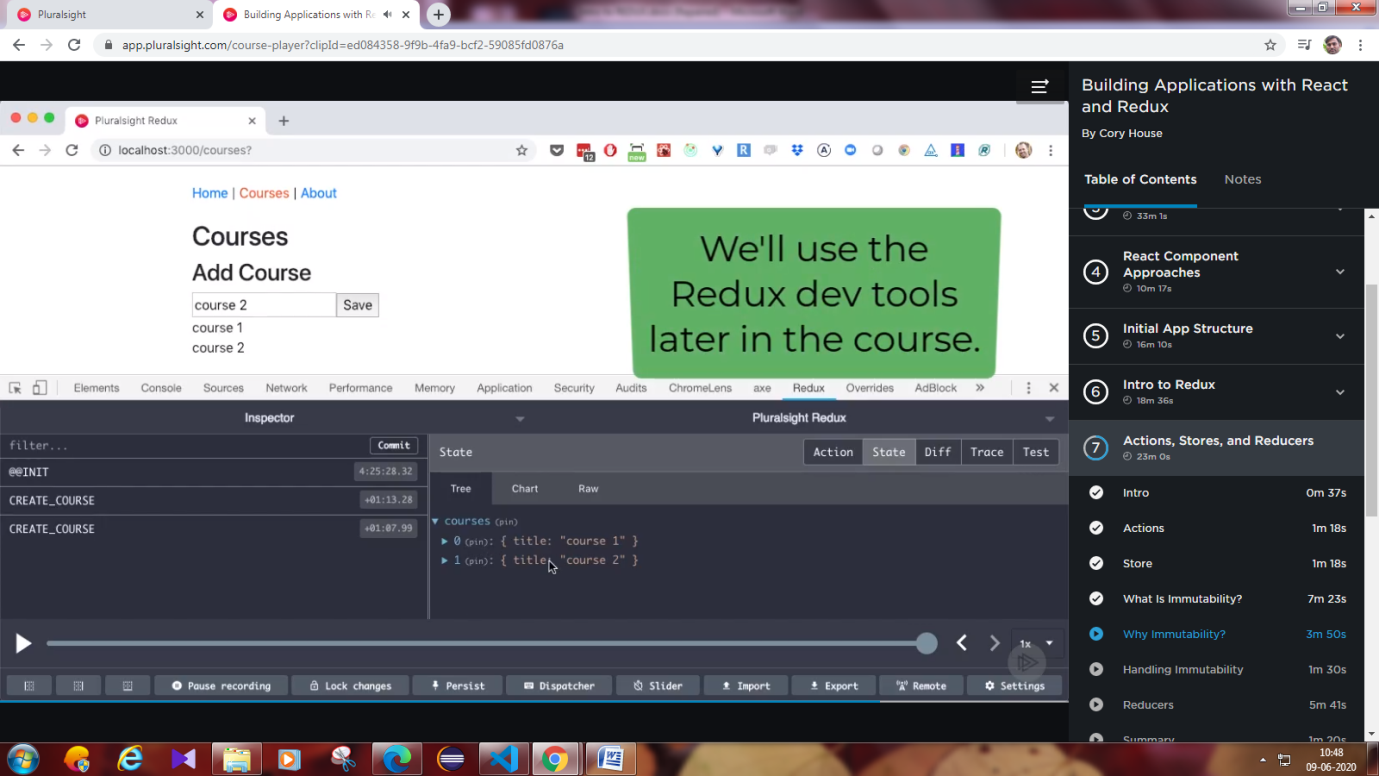 Pluralsight
Building Applications with Re
app.pluralsight.com/course-player?clipId=ed084358-9f9b-4fa9-bcf2-59085fd0876a
Pluralsight Redux
localhost:3000/courses?
12
new
Home | Courses | About
Courses
Add Course
course 2 Save
course 1
course 2
We'll use the
Redux dev tools
later in the course.
Elements Console Sources Network Performance Memory Application Security Audits ChromeLens axe Redux Overrides AdBlock »
Inspector Pluralsight Redux
filter... Commit
@@INIT 4:25:28.32
CREATE_COURSE +01:13.28
CREATE_COURSE +01:07.99
State Action State Diff Trace Test
Tree Chart Raw
courses (pin)
0 (pin): { title: "course 1" }
1 (pin): { title: "course 2" }
1x
Pause recording Lock changes Persist Dispatcher Slider Import Export Remote Settings
Building Applications with React
and Redux
By Cory House
Table of Contents Notes
33m 1s
4 React Component
Approaches
10m 17s
5 Initial App Structure
16m 10s
6 Intro to Redux
18m 36s
7 Actions, Stores, and Reducers
23m 0s
Intro 0m 37s
Actions 1m 18s
Store 1m 18s
What Is Immutability? 7m 23s
Why Immutability? 3m 50s
Handling Immutability 1m 30s
Reducers 5m 41s
Summary 1m 20s
10:48
09-06-2020